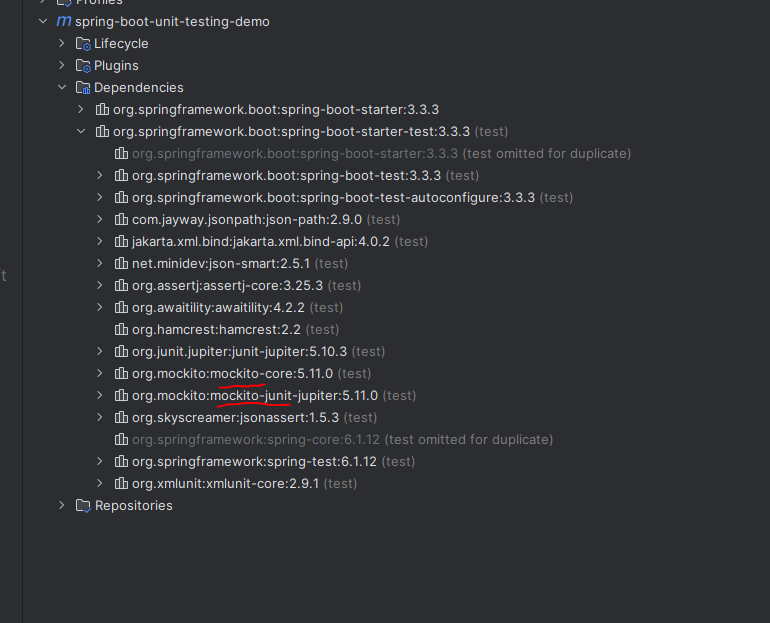 Profiles
m spring-boot-unit-testing-demo
Lifecycle
Plugins
Dependencies
org.springframework.boot:spring-boot-starter:3.3.3
org.springframework.boot:spring-boot-starter-test:3.3.3 (test)
org.springframework.boot:spring-boot-starter:3.3.3 (test omitted for duplicate)
org.springframework.boot:spring-boot-test:3.3.3 (test)
org.springframework.boot:spring-boot-test-autoconfigure:3.3.3 (test)
com.jayway.jsonpath:json-path:2.9.0 (test)
jakarta.xml.bind:jakarta.xml.bind-api:4.0.2 (test)
net.minidev:json-smart:2.5.1 (test)
org.assertj:assertj-core:3.25.3 (test)
org.awaitility:awaitility:4.2.2 (test)
org.hamcrest:hamcrest:2.2 (test)
org.junit.jupiter:junit-jupiter:5.10.3 (test)
org.mockito:mockito-core:5.11.0 (test)
org.mockito:mockito-junit-jupiter:5.11.0 (test)
org.skyscreamer:jsonassert:1.5.3 (test)
org.springframework:spring-core:6.1.12 (test omitted for duplicate)
org.springframework:spring-test:6.1.12 (test)
org.xmlunit:xmlunit-core:2.9.1 (test)
Repositories